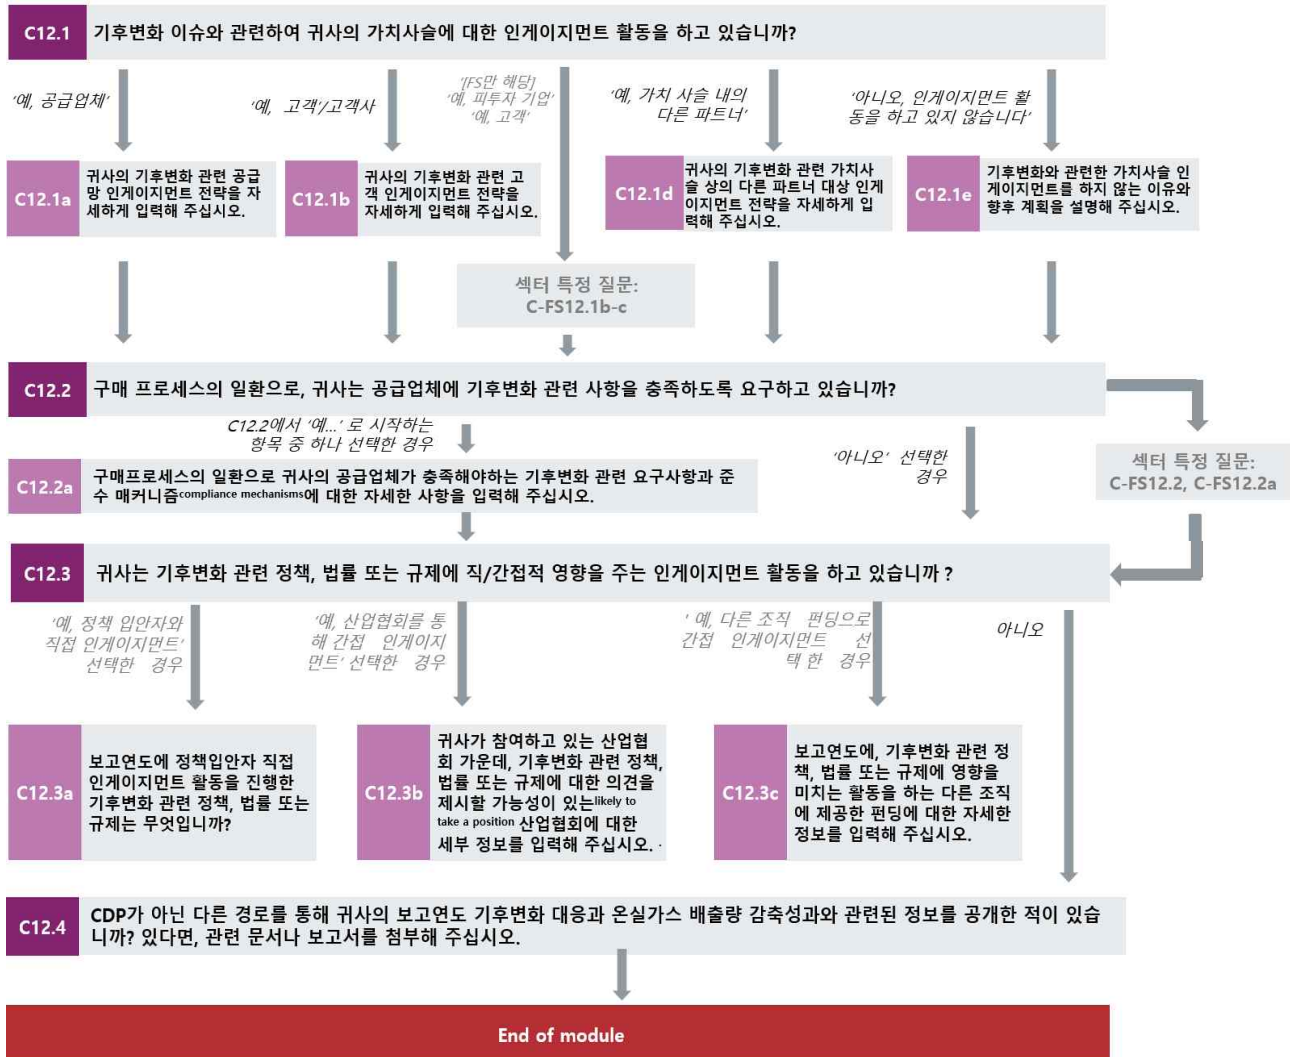 C12.1
기후변화 이슈와 관련하여 귀사의 가치사슬에 대한 인게이지먼트 활동을 하고 있습니까?
'예, 공급업체'
'예, 고객'/고객사
'[FS만 해당]
'예, 피투자 기업'
'예, 고객'
'예, 가치 사슬 내의
다른 파트너'
'아니오, 인게이지먼트 활
동을 하고 있지 않습니다'
C12.1a
귀사의 기후변화 관련 공급
망 인게이지먼트 전략을 자
세하게 입력해 주십시오.
C12.1b
귀사의 기후변화 관련 고
객 인게이지먼트 전략을
자세하게 입력해 주십시오.
C12.1d
귀사의 기후변화 관련 가치사
슬 상의 다른 파트너 대상 인게
이지먼트 전략을 자세하게 입
력해 주십시오.
C12.1e
기후변화와 관련한 가치사슬 인
게이지먼트를 하지 않는 이유와
향후 계획을 설명해 주십시오.
섹터 특정 질문:
C-FS12.1b-c
C12.2
구매 프로세스의 일환으로, 귀사는 공급업체에 기후변화 관련 사항을 충족하도록 요구하고 있습니까?
C12.2에서 '예...' 로 시작하는
항목 중 하나 선택한 경우
'아니오' 선택한
경우
섹터 특정 질문:
C-FS12.2, C-FS12.2a
C12.2a
구매프로세스의 일환으로 귀사의 공급업체가 충족해야하는 기후변화 관련 요구사항과 준
수 매커니즘compliance mechanisms에 대한 자세한 사항을 입력해 주십시오.
C12.3
귀사는 기후변화 관련 정책, 법률 또는 규제에 직/간접적 영향을 주는 인게이지먼트 활동을 하고 있습니까 ?
'예, 정책 입안자와
직접 인게이지먼트'
선택한 경우
'예, 산업협회를 통
해 간접 인게이지
먼트' 선택한 경우
' 예, 다른 조직 펀딩으로
간접 인게이지먼트 선
택 한 경우
아니오
C12.3a
보고연도에 정책입안자 직접
인게이지먼트 활동을 진행한
기후변화 관련 정책, 법률 또는
규제는 무엇입니까?
C12.3b
귀사가 참여하고 있는 산업협
회 가운데, 기후변화 관련 정책,
법률 또는 규제에 대한 의견을
제시할 가능성이 있는likely to
take a position 산업협회에 대한
세부 정보를 입력해 주십시오. .
C12.3c
보고연도에, 기후변화 관련 정
책, 법률 또는 규제에 영향을
미치는 활동을 하는 다른 조직
에 제공한 펀딩에 대한 자세한
정보를 입력해 주십시오.
C12.4
CDP가 아닌 다른 경로를 통해 귀사의 보고연도 기후변화 대응과 온실가스 배출량 감축성과와 관련된 정보를 공개한 적이 있습
니까? 있다면, 관련 문서나 보고서를 첨부해 주십시오.
End of module